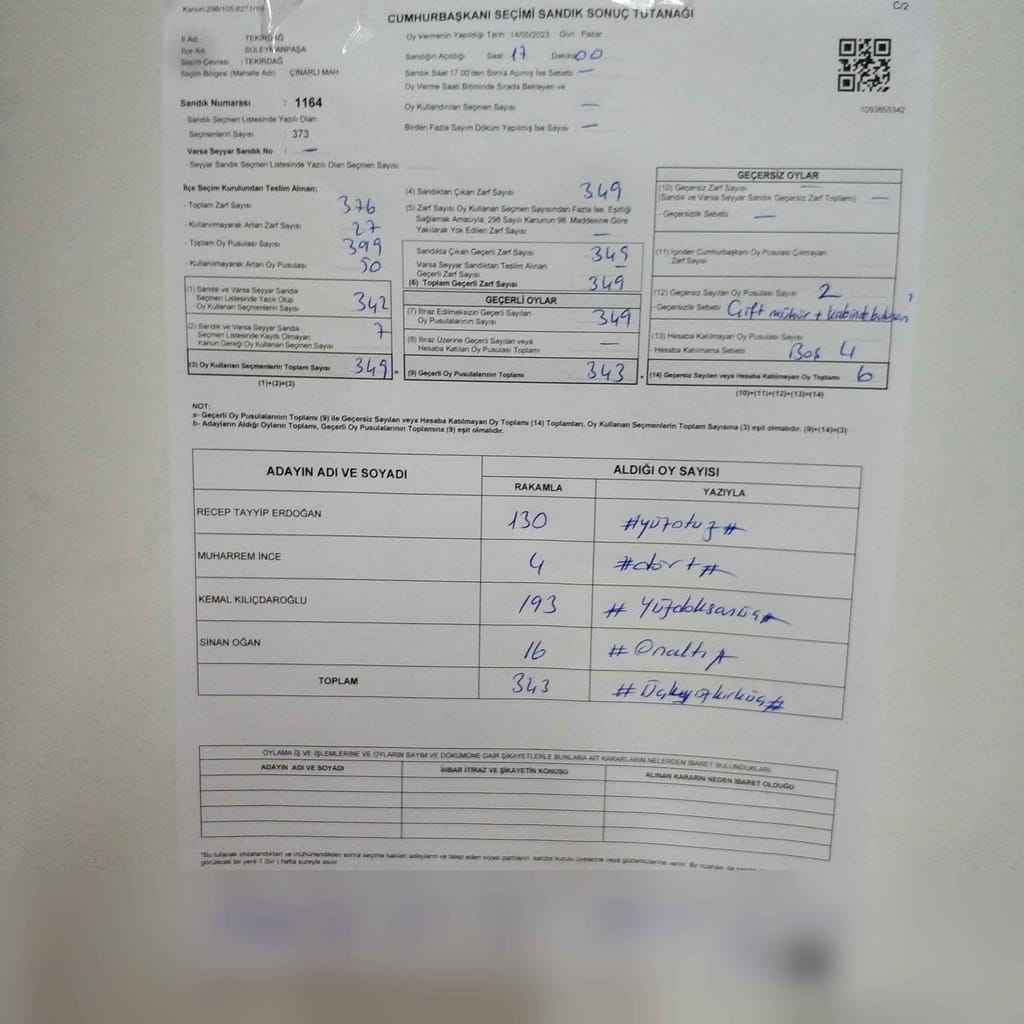 Kanun:298/105,6271/19
C/2
CUMHURBAŞKANI SEÇİMİ SANDIK SONUÇ TUTANAĞI
İl Adı : TEKİRDAĞ
İlçe Adı : SÜLEYMANPAŞA
Seçim Çevresi : TEKİRDAĞ
Seçim Bölgesi (Mahalle Adı) ÇINARLI MAH
Sandık Numarası : 1164
- Sandık Seçmen Listesinde Yazılı Olan
Seçmenlerin Sayısı : 373
Varsa Seyyar Sandık No : —
- Seyyar Sandık Seçmen Listesinde Yazılı Olan Seçmen Sayısı:
Oy Vermenin Yapıldığı Tarih :14/05/2023 Gün :Pazar
Sandığın Açıldığı Saat 17 Dakika 00
Sandık Saat 17:00'den Sonra Açılmış İse Sebebi —
Oy Verme Saati Bitiminde Sırada Bekleyen ve
Oy Kullandırılan Seçmen Sayısı —
Birden Fazla Sayım Döküm Yapılmış İse Sayısı —
1093855342
İlçe Seçim Kurulundan Teslim Alınan;
- Toplam Zarf Sayısı 376
- Kullanılmayarak Artan Zarf Sayısı 27
- Toplam Oy Pusulası Sayısı 399
- Kullanılmayarak Artan Oy Pusulası 50
(1) Sandık ve Varsa Seyyar Sandık
Seçmen Listesinde Yazılı Olup
Oy Kullanan Seçmenlerin Sayısı 342
(2) Sandık ve Varsa Seyyar Sandık
Seçmen Listesinde Kayıtlı Olmayan
Kanun Gereği Oy Kullanan Seçmen Sayısı 7
(3) Oy Kullanan Seçmenlerin Toplam Sayısı 349
(1)+(2)=(3)
(4) Sandıktan Çıkan Zarf Sayısı 349
(5) Zarf Sayısı Oy Kullanan Seçmen Sayısından Fazla İse; Eşitliği
Sağlamak Amacıyla, 298 Sayılı Kanunun 98. Maddesine Göre
Yakılarak Yok Edilen Zarf Sayısı —
Sandıkta Çıkan Geçerli Zarf Sayısı 349
Varsa Seyyar Sandıktan Teslim Alınan
Geçerli Zarf Sayısı —
(6) Toplam Geçerli Zarf Sayısı 349
GEÇERLİ OYLAR
(7) İtiraz Edilmeksizin Geçerli Sayılan
Oy Pusulasının Sayısı 349
(8) İtiraz Üzerine Geçerli Sayılan veya
Hesaba Katılan Oy Pusulası Toplamı —
(9) Geçerli Oy Pusulalarının Toplamı 343
GEÇERSİZ OYLAR
(10) Geçersiz Zarf Sayısı —
(Sandık ve Varsa Seyyar Sandık Geçersiz Zarf Toplamı) —
- Geçersizlik Sebebi —
(11) İçinden Cumhurbaşkanı Oy Pusulası Çıkmayan
Zarf Sayısı
(12) Geçersiz Sayılan Oy Pusulası Sayısı 2
Geçersizlik Sebebi Çift mühür + kabinde bulunan
(13) Hesaba Katılmayan Oy Pusulası Sayısı
- Hesaba Katılmama Sebebi Boş 4
(14) Geçersiz Sayılan veya Hesaba Katılmayan Oy Toplamı 6
(10)+(11)+(12)+(13)=(14)
NOT:
a- Geçerli Oy Pusulalarının Toplamı (9) ile Geçersiz Sayılan veya Hesaba Katılmayan Oy Toplamı (14) Toplamları, Oy Kullanan Seçmenlerin Toplam Sayısına (3) eşit olmalıdır. (9)+(14)=(3)
b- Adayların Aldığı Oyların Toplamı, Geçerli Oy Pusulalarının Toplamına (9) eşit olmalıdır.
ADAYIN ADI VE SOYADI
ALDIĞI OY SAYISI
RAKAMLA YAZIYLA
RECEP TAYYİP ERDOĞAN 130 #yüzotuz#
MUHARREM İNCE 4 #dört#
KEMAL KILIÇDAROĞLU 193 #Yüzdoksanüç#
SİNAN OĞAN 16 #Onaltı#
TOPLAM 343 #Üçyüzkırküç#
OYLAMA İŞ VE İŞLEMLERİNE VE OYLARIN SAYIM VE DÖKÜMÜNE DAİR ŞİKAYETLERLE BUNLARA AİT KARARLARIN NELERDEN İBARET BULUNDUKLARI
ADAYIN ADI VE SOYADI İHBAR İTİRAZ VE ŞİKAYETİN KONUSU ALINAN KARARIN NEDEN İBARET OLDUĞU
*Bu tutanak imzalandıktan ve mühürlendikten sonra seçime katılan adayların ve talep eden siyasi partilerin sandık kurulu üyelerine veya gözlemcilerine verilir. Bir nüshası da
görülecek bir yere 1 (bir) hafta süreyle asılır